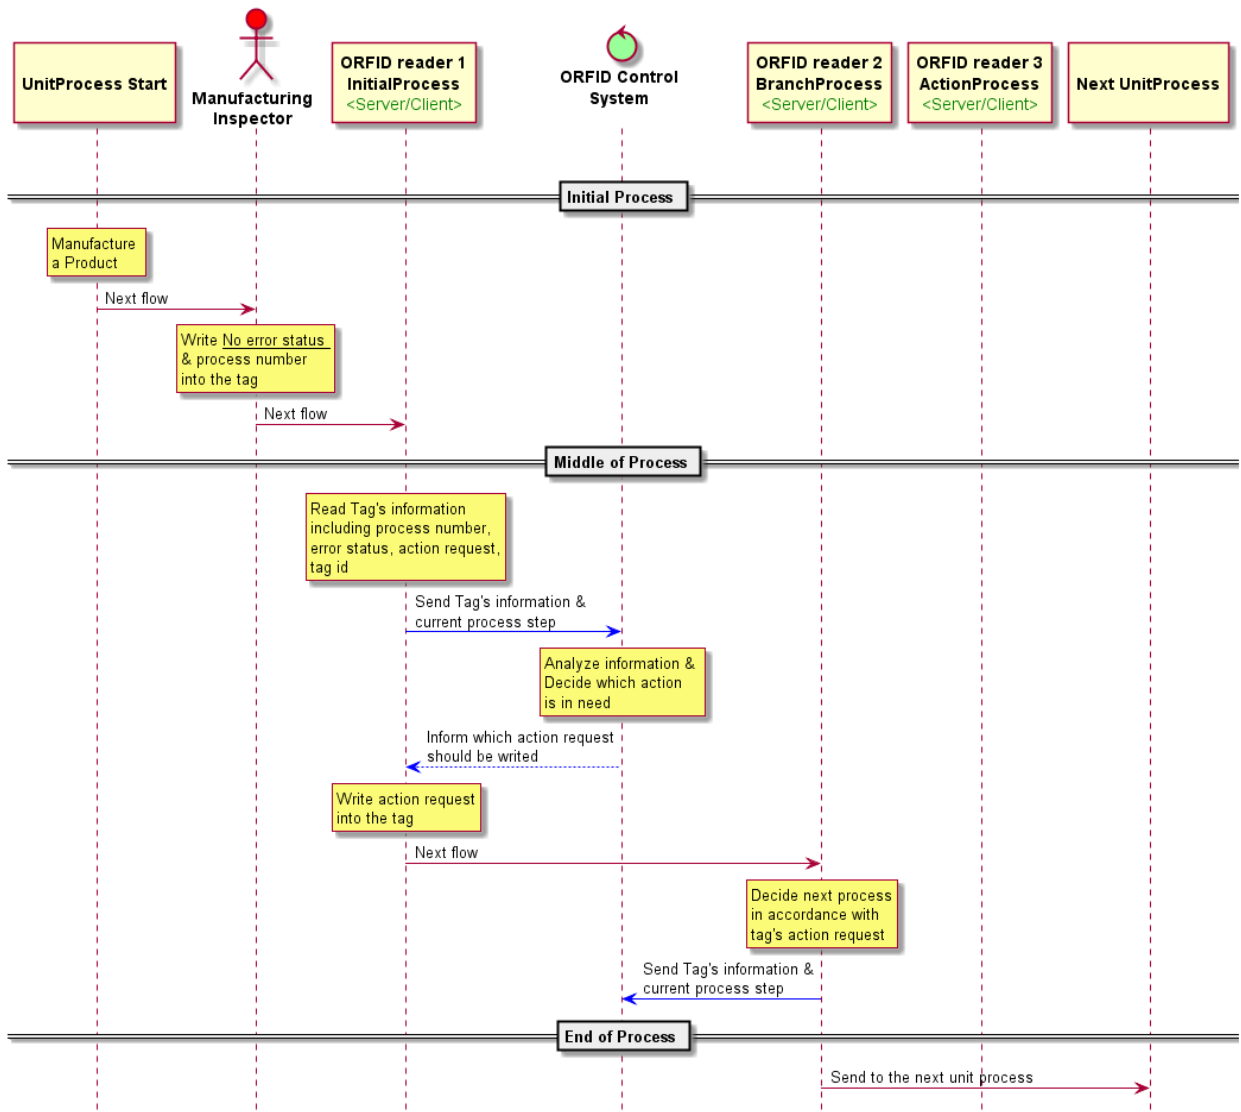 UnitProcess Start
Manufacturing
Inspector
ORFID reader 1
InitialProcess
<Server/Client>
ORFID Control
System
ORFID reader 2
BranchProcess
<Server/Client>
ORFID reader 3
ActionProcess
<Server/Client>
Next UnitProcess
Initial Process
Manufacture
a Product
Next flow
Write No error status
& process number
into the tag
Next flow
Middle of Process
Read Tag's information
including process number,
error status, action request,
tag id
Send Tag's information &
current process step
Analyze information &
Decide which action
is in need
Inform which action request
should be writed
Write action request
into the tag
Next flow
Decide next process
in accordance with
tag's action request
Send Tag's information &
current process step
End of Process
Send to the next unit process